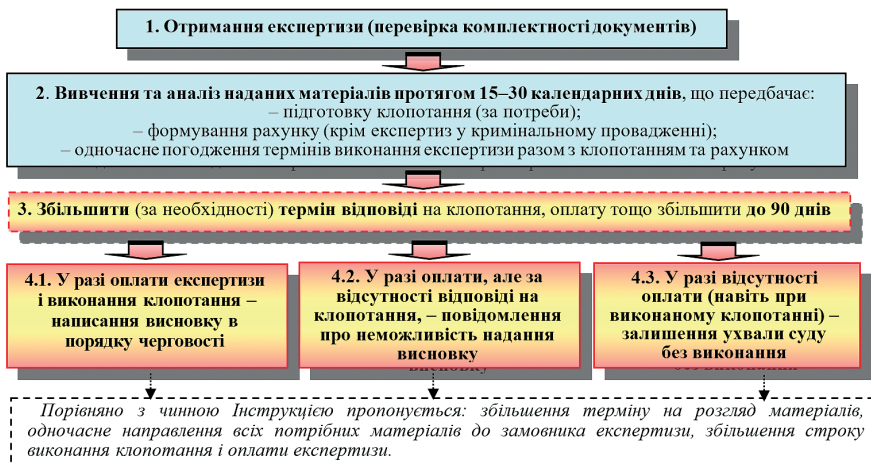 1. Отримання експертизи (перевірка комплектності документів)
2. Вивчення та аналіз наданих матеріалів протягом 15–30 календарних днів, що передбачає:
– підготовку клопотання (за потреби);
– формування рахунку (крім експертиз у кримінальному провадженні);
– одночасне погодження термінів виконання експертизи разом з клопотанням та рахунком
3. Збільшити (за необхідності) термін відповіді на клопотання, оплату тощо збільшити до 90 днів
4.1. У разі оплати експертизи
і виконання клопотання –
написання висновку в
порядку черговості
4.2. У разі оплати, але за
відсутності відповіді на
клопотання, – повідомлення
про неможливість надання
висновку
4.3. У разі відсутності
оплати (навіть при
виконаному клопотанні) –
залишення ухвали суду
без виконання
Порівняно з чинною Інструкцією пропонується: збільшення терміну на розгляд матеріалів,
одночасне направлення всіх потрібних матеріалів до замовника експертизи, збільшення строку
виконання клопотання і оплати експертизи.